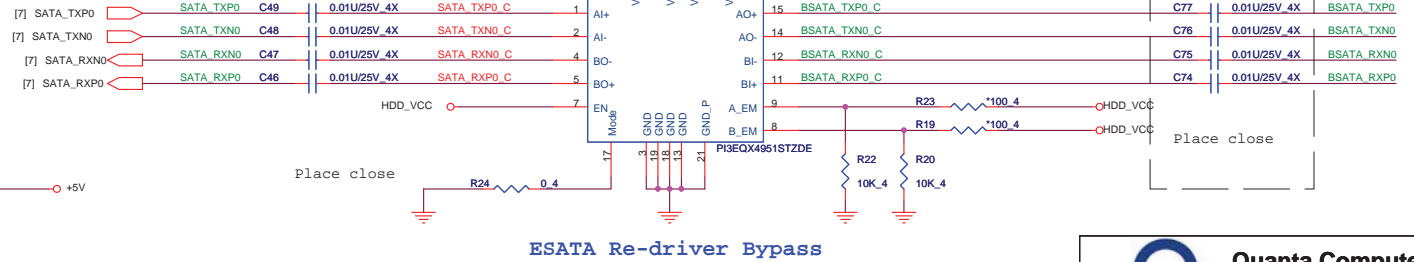 [7] SATA_TXP0 SATA_TXP0 C49 0.01U/25V_4X SATA_TXP0_C 1 AI+ AO+ 15 BSATA_TXP0_C C77 0.01U/25V_4X BSATA_TXP0
[7] SATA_TXN0 SATA_TXN0 C48 0.01U/25V_4X SATA_TXN0_C 2 AI- AO- 14 BSATA_TXN0_C C76 0.01U/25V_4X BSATA_TXN0
[7] SATA_RXN0 SATA_RXN0 C47 0.01U/25V_4X SATA_RXN0_C 4 BO- BI- 12 BSATA_RXN0_C C75 0.01U/25V_4X BSATA_RXN0
[7] SATA_RXP0 SATA_RXP0 C46 0.01U/25V_4X SATA_RXP0_C 5 BO+ BI+ 11 BSATA_RXP0_C C74 0.01U/25V_4X BSATA_RXP0
HDD_VCC 7 EN A_EM 9 R23 *100_4 HDD_VCC
Mode GND GND GND GND GND_P B_EM 8 R19 *100_4 HDD_VCC
PI3EQX4951STZDE
Place close
17 3 19 18 13 21
R22 R20
10K_4 10K_4
Place close
+5V R24 0_4
ESATA Re-driver Bypass
Quanta Compute